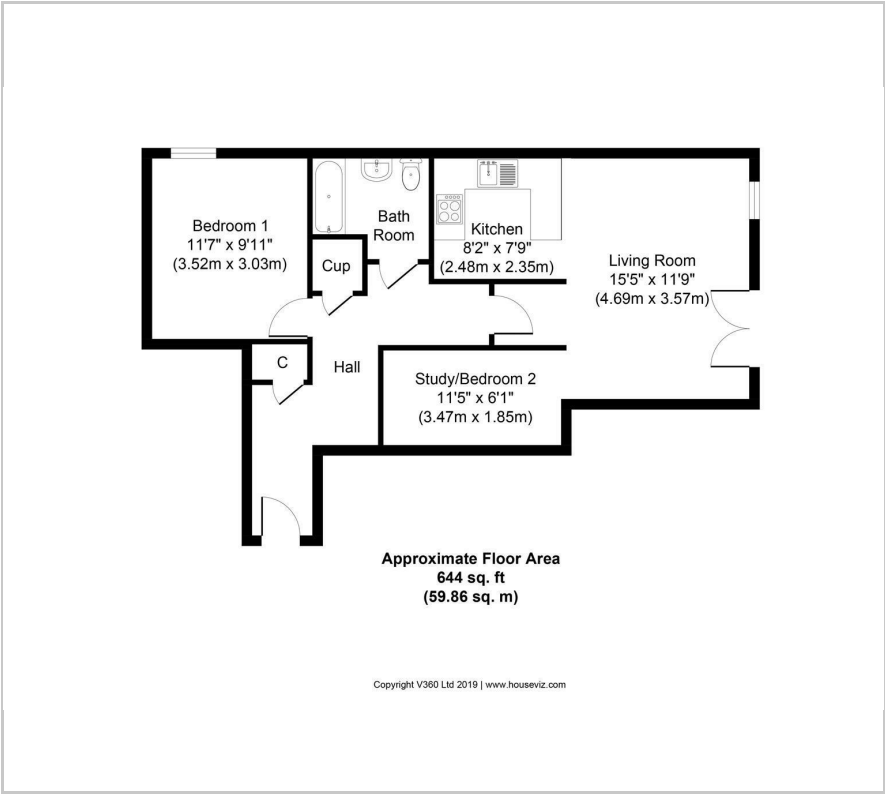 Bedroom 1
11'7" x 9'11"
(3.52m x 3.03m)
Bath
Room
Cup
Kitchen
8'2" x 7'9"
(2.48m x 2.35m)
Living Room
15'5" x 11'9"
(4.69m x 3.57m)
C
Hall
Study/Bedroom 2
11'5" x 6'1"
(3.47m x 1.85m)
Approximate Floor Area
644 sq. ft
(59.86 sq. m)
Copyright V360 Ltd 2019 | www.houseviz.com